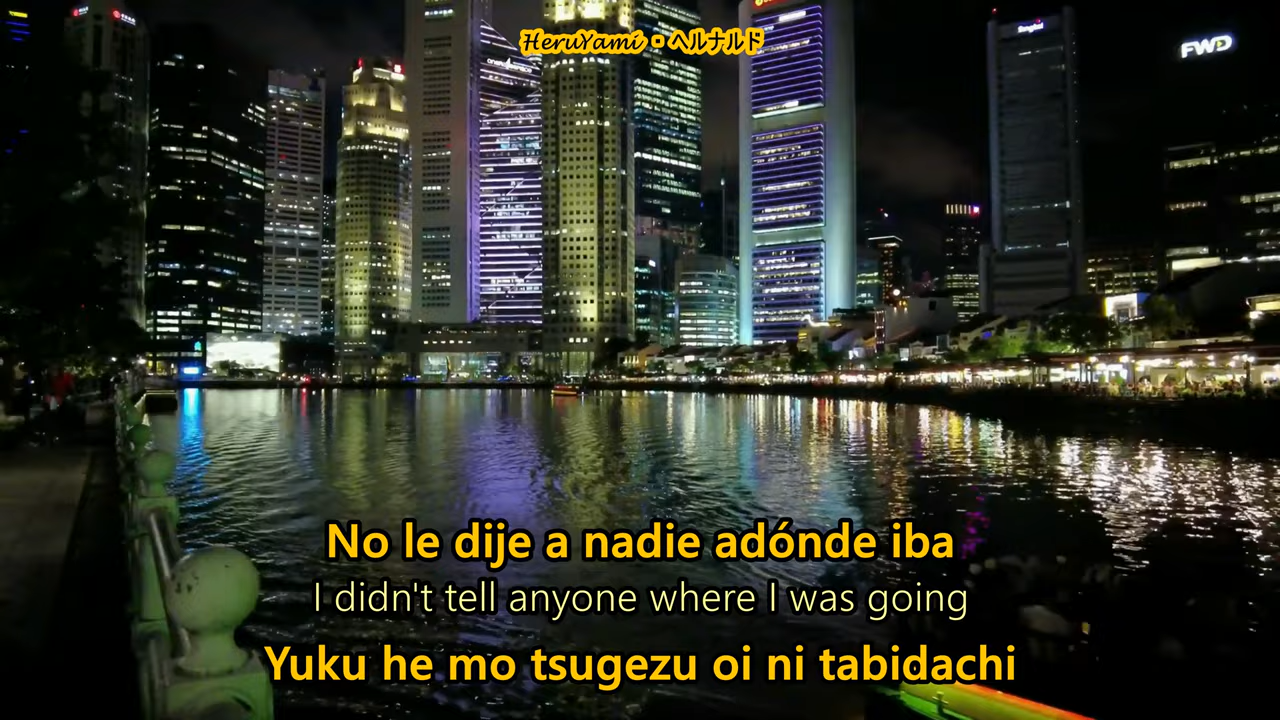 HeruYamí ▫ ヘルナルド
FWD
No le dije a nadie adónde iba
I didn't tell anyone where I was going
Yuku he mo tsugezu oi ni tabidachi